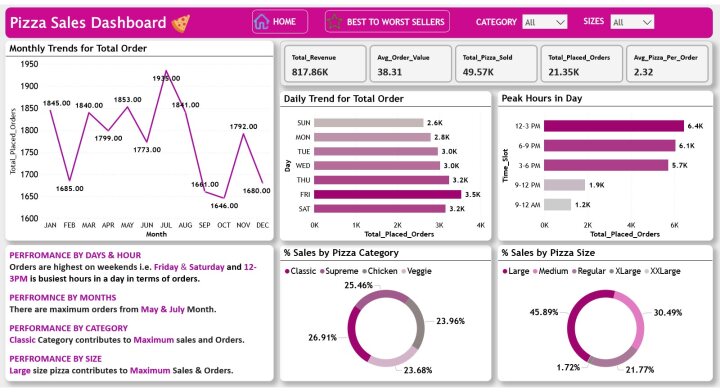 Pizza Sales Dashboard
HOME
BEST TO WORST SELLERS
CATEGORY
All
SIZES
All
Monthly Trends for Total Order
Total_Placed_Orders
1950
1900
1850
1800
1750
1700
1650
1600
1845.00
1685.00
1840.00
1799.00
1853.00
1773.00
1935.00
1841.00
1661.00
1646.00
1792.00
1680.00
JAN FEB MAR APR MAY JUN JUL AUG SEP OCT NOV DEC
Month
Total_Revenue
817.86K
Avg_Order_Value
38.31
Total_Pizza_Sold
49.57K
Total_Placed_Orders
21.35K
Avg_Pizza_Per_Order
2.32
Daily Trend for Total Order
Day
SUN 2.6K
MON 2.8K
TUE 3.0K
WED 3.0K
THU 3.2K
FRI 3.5K
SAT 3.2K
0K 1K 2K 3K 4K
Total_Placed_Orders
Peak Hours in Day
Time_Slot
12-3 PM 6.4K
6-9 PM 6.1K
3-6 PM 5.7K
9-12 PM 1.9K
9-12 AM 1.2K
0K 2K 4K 6K
Total_Placed_Orders
PERFROMANCE BY DAYS & HOUR
Orders are highest on weekends i.e. Friday & Saturday and 12-
3PM is busiest hours in a day in terms of orders.
PERFROMNCE BY MONTHS
There are maximum orders from May & July Month.
PERFORMANCE BY CATEGORY
Classic Category contributes to Maximum sales and Orders.
PERFROMANCE BY SIZE
Large size pizza contributes to Maximum Sales & Orders.
% Sales by Pizza Category
Classic Supreme Chicken Veggie
25.46%
23.96%
26.91%
23.68%
% Sales by Pizza Size
Large Medium Regular XLarge XXLarge
45.89%
30.49%
1.72%
21.77%